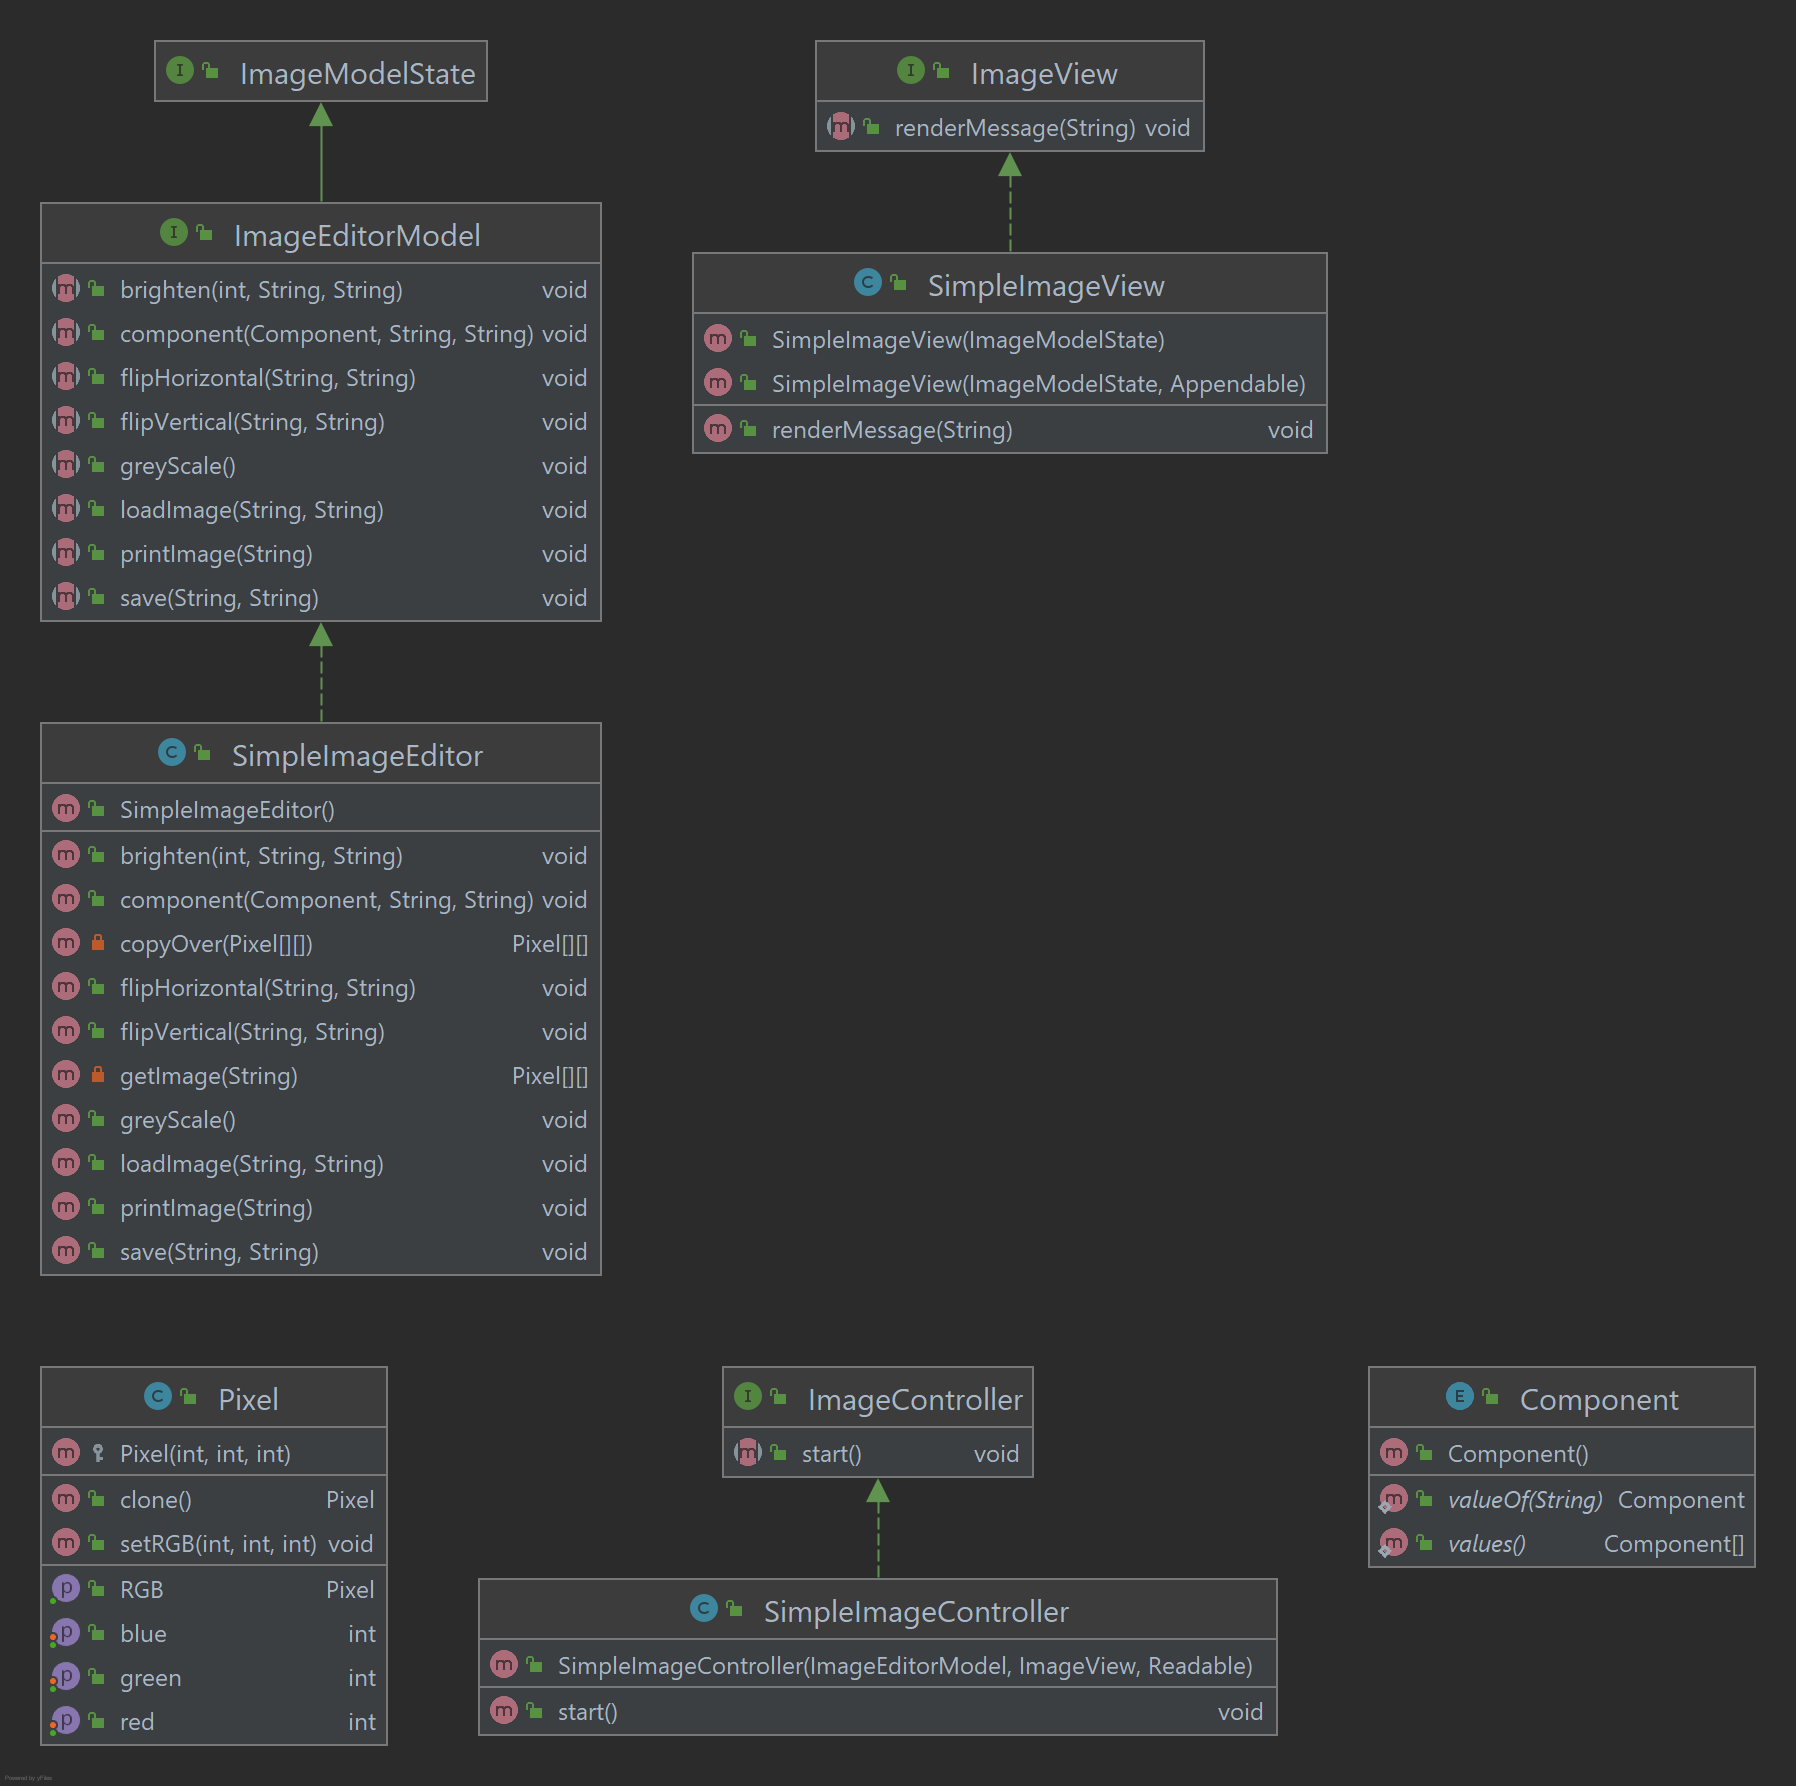 ImageModelState
ImageEditorModel
brighten(int, String, String) void
component(Component, String, String) void
flipHorizontal(String, String) void
flipVertical(String, String) void
greyScale() void
loadImage(String, String) void
printImage(String) void
save(String, String) void
SimpleImageEditor
SimpleImageEditor()
brighten(int, String, String) void
component(Component, String, String) void
copyOver(Pixel[][]) Pixel[][]
flipHorizontal(String, String) void
flipVertical(String, String) void
getImage(String) Pixel[][]
greyScale() void
loadImage(String, String) void
printImage(String) void
save(String, String) void
ImageView
renderMessage(String) void
SimpleImageView
SimpleImageView(ImageModelState)
SimpleImageView(ImageModelState, Appendable)
renderMessage(String) void
Pixel
Pixel(int, int, int)
clone() Pixel
setRGB(int, int, int) void
RGB Pixel
blue int
green int
red int
ImageController
start() void
SimpleImageController
SimpleImageController(ImageEditorModel, ImageView, Readable)
start() void
Component
Component()
valueOf(String) Component
values() Component[]
Powered by yFiles